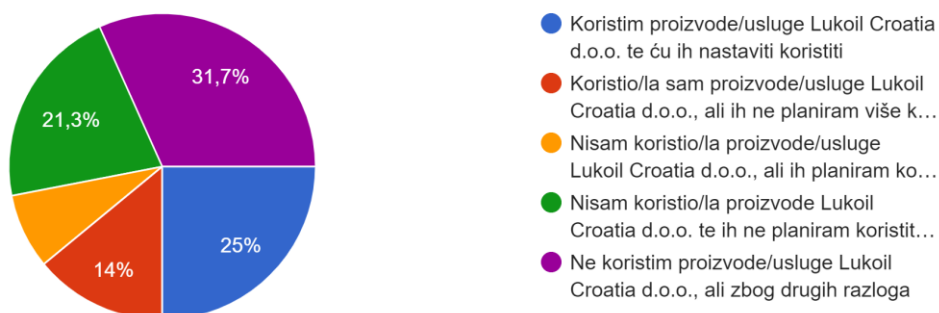 31,7%
21,3%
14%
25%
Koristim proizvode/usluge Lukoil Croatia
d.o.o. te ću ih nastaviti koristiti
Koristio/la sam proizvode/usluge Lukoil
Croatia d.o.o., ali ih ne planiram više k…
Nisam koristio/la proizvode/usluge
Lukoil Croatia d.o.o., ali ih planiram ko…
Nisam koristio/la proizvode Lukoil
Croatia d.o.o. te ih ne planiram koristit…
Ne koristim proizvode/usluge Lukoil
Croatia d.o.o., ali zbog drugih razloga